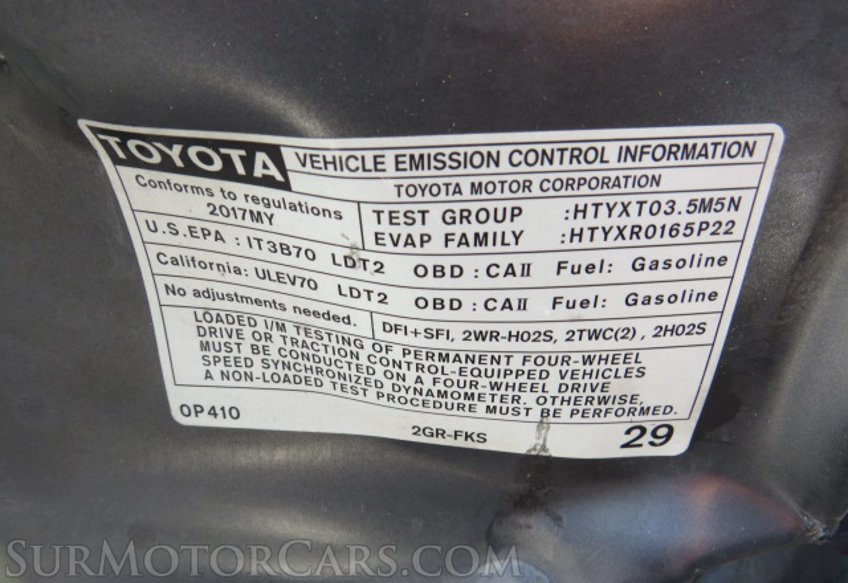 TOYOTA VEHICLE EMISSION CONTROL INFORMATION
TOYOTA MOTOR CORPORATION
Conforms to regulations
2017MY
TEST GROUP :HTYXT03.5M5N
EVAP FAMILY :HTYXR0165P22
U.S.EPA : IT3B70 LDT2 OBD : CAII Fuel: Gasoline
California: ULEV70 LDT2 OBD : CAII Fuel: Gasoline
No adjustments needed. DFI+SFI, 2WR-HO2S, 2TWC(2) , 2HO2S
LOADED I/M TESTING OF PERMANENT FOUR-WHEEL
DRIVE OR TRACTION CONTROL-EQUIPPED VEHICLES
MUST BE CONDUCTED ON A FOUR-WHEEL DRIVE
SPEED SYNCHRONIZED DYNAMOMETER. OTHERWISE,
A NON-LOADED TEST PROCEDURE MUST BE PERFORMED.
0P410 2GR-FKS 29
SURMOTORCARS.COM